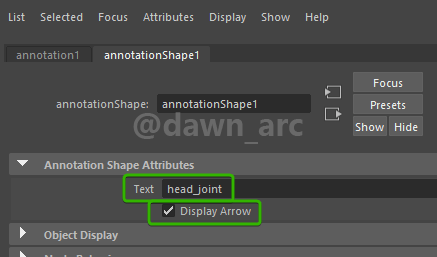 List Selected Focus Attributes Display Show Help
annotation1 annotationShape1
Focus
annotationShape: annotationShape1
Presets
Show Hide
@dawn_arc
Annotation Shape Attributes
Text head_joint
Display Arrow
Object Display